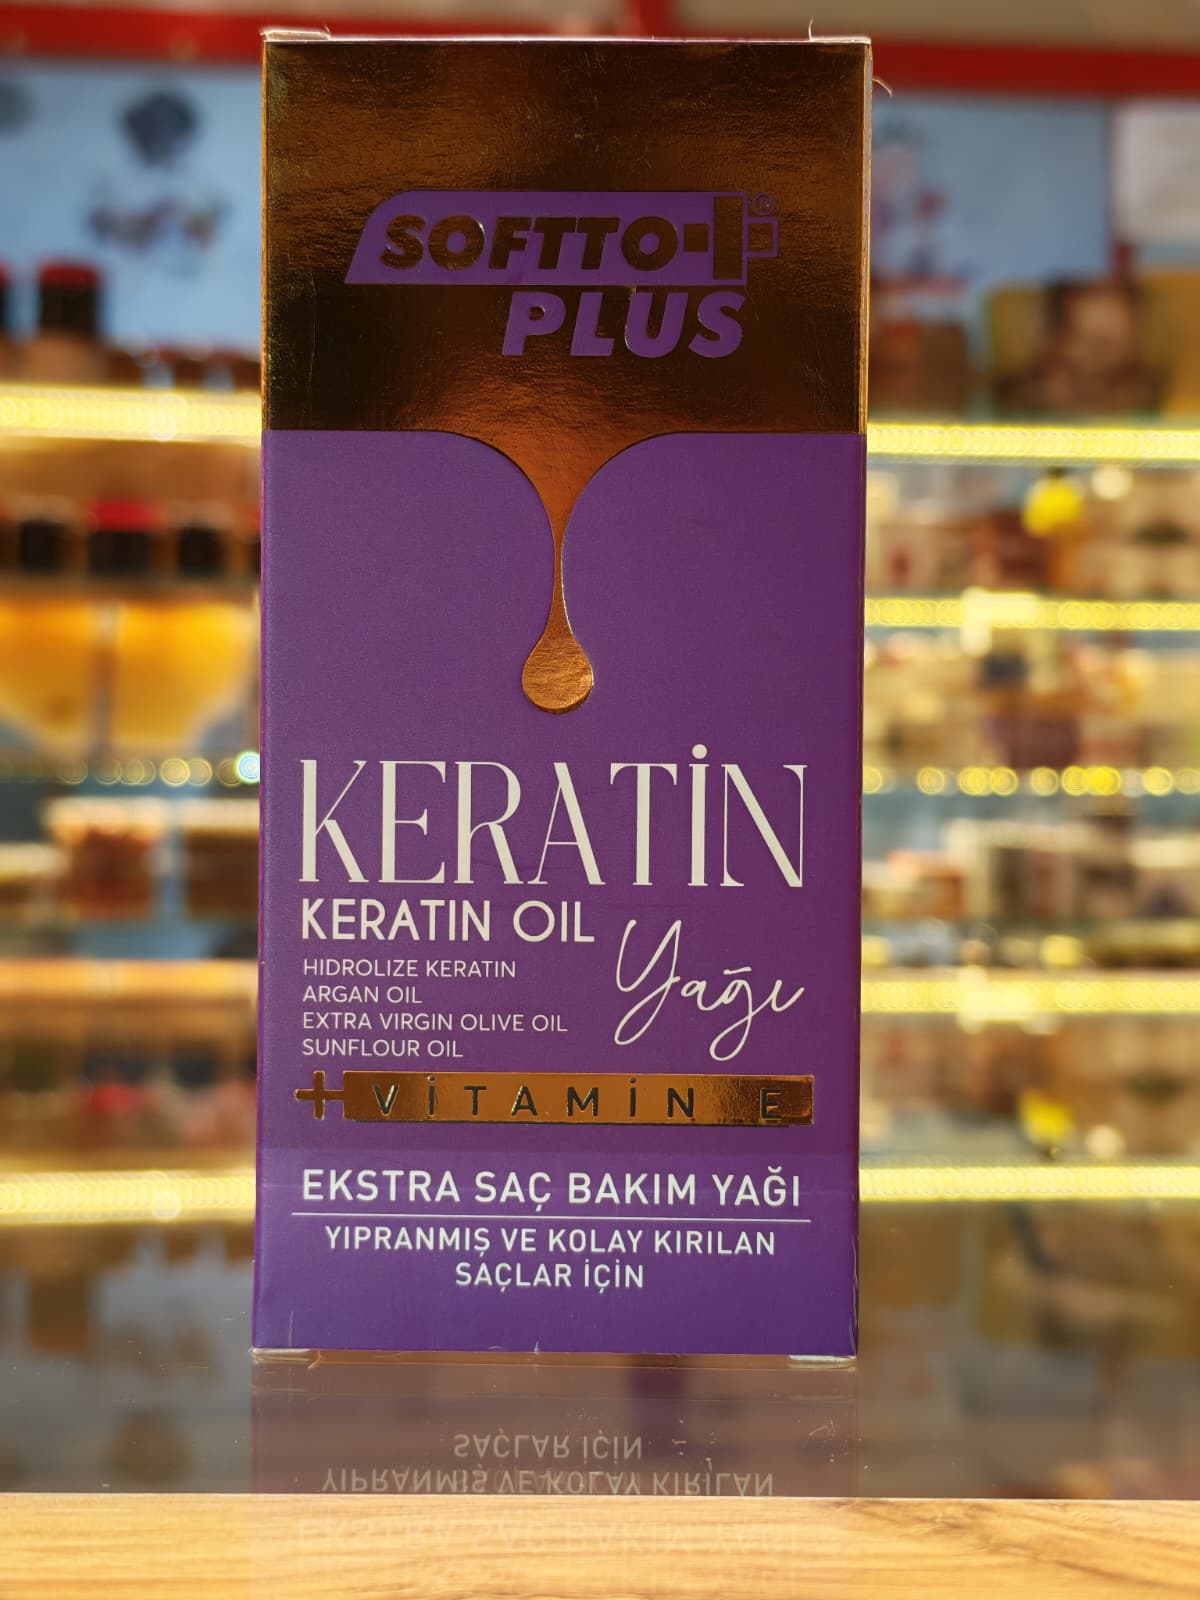 SOFTTO+®
PLUS
KERATİN
KERATIN OIL
Yağı
HIDROLIZE KERATIN
ARGAN OIL
EXTRA VIRGIN OLIVE OIL
SUNFLOUR OIL
+VİTAMİN E
EKSTRA SAÇ BAKIM YAĞI
YIPRANMIŞ VE KOLAY KIRILAN
SAÇLAR İÇİN